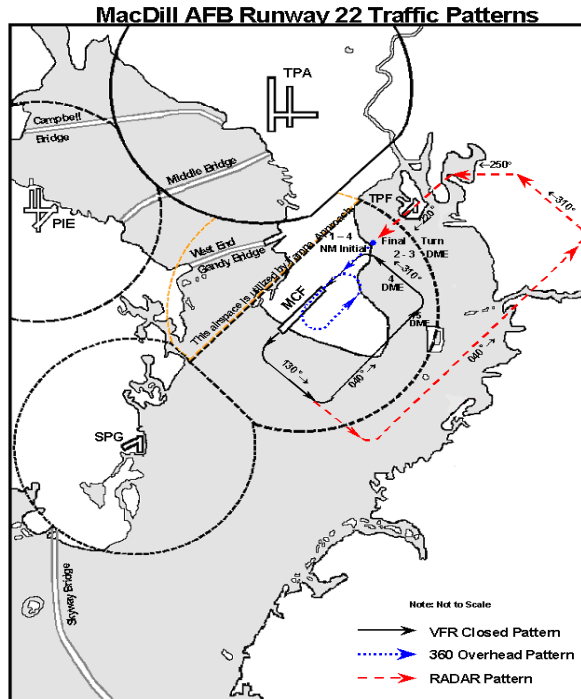 MacDill AFB Runway 22 Traffic Patterns
TPA
Campbell
Bridge
Middle Bridge
←250°
←310°
TPF
←220°
PIE
West End
Gandy Bridge
This airspace is utilized by Tampa Approach
1 – 4
NM Initial
Final Turn
2 - 3 DME
←310°
4
DME
MCF
DME
130°→
040°→
040°→
SPG
Skyway Bridge
Note: Not to Scale
VFR Closed Pattern
360 Overhead Pattern
RADAR Pattern